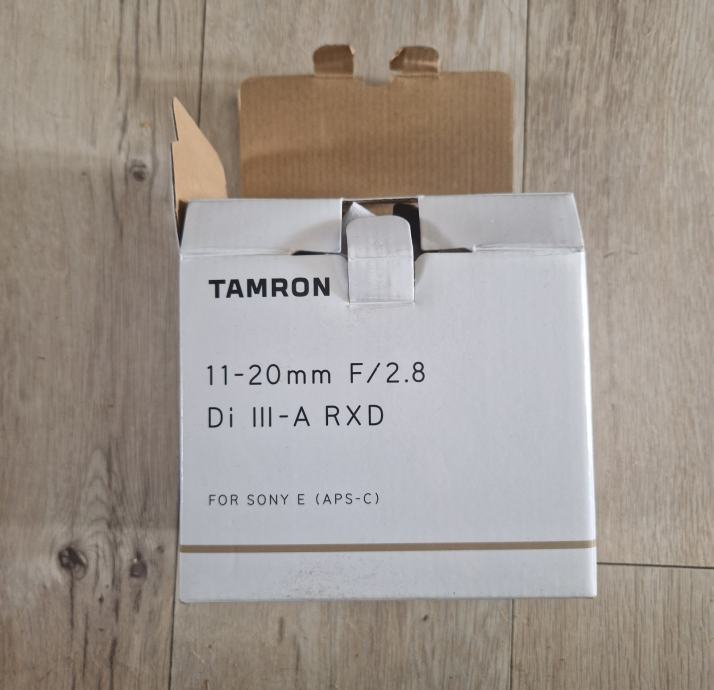 TAMRON
11-20mm F/2.8
Di III-A RXD
FOR SONY E (APS-C)